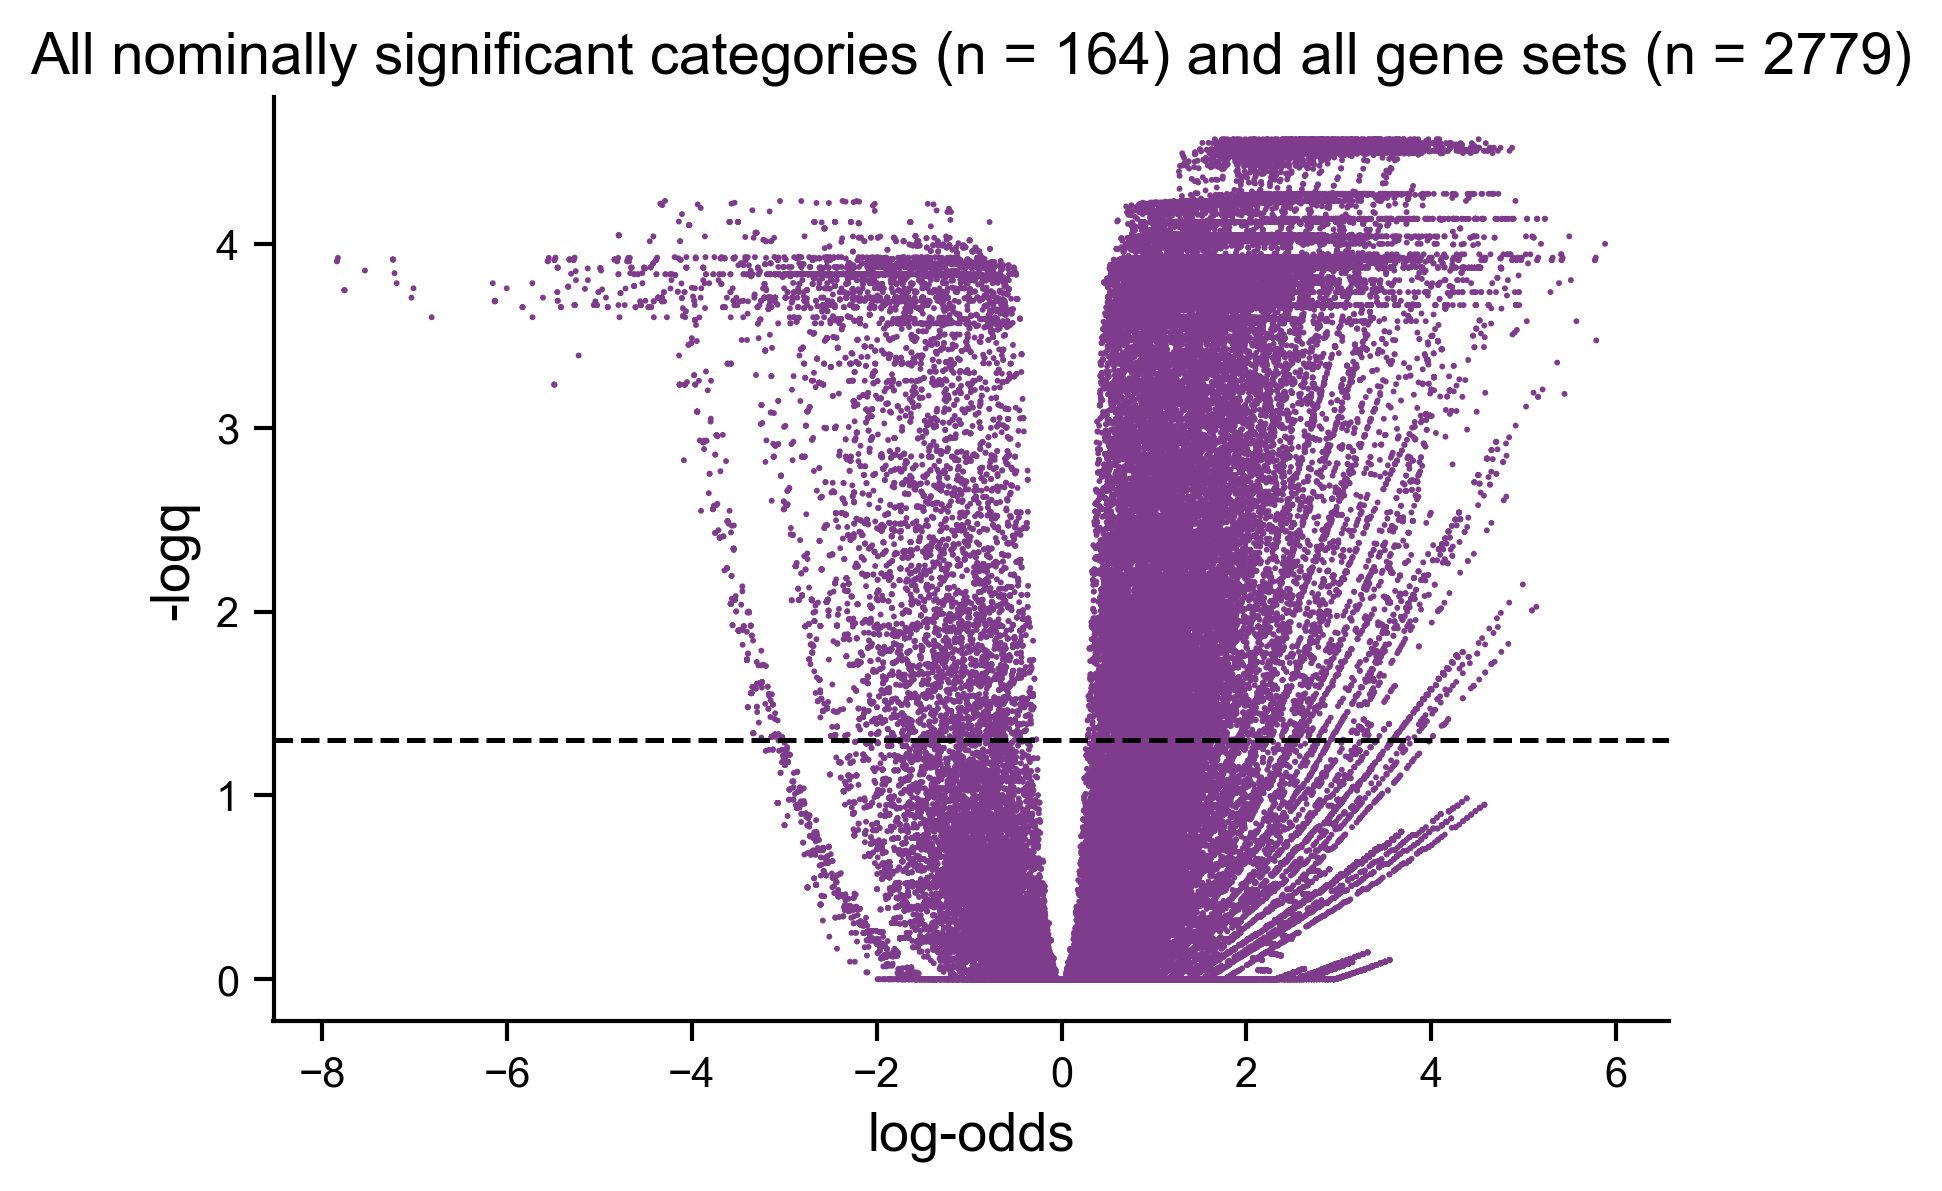 All nominally significant categories (n = 164) and all gene sets (n = 2779)
4
3
2
1
0
-logq
−8 −6 −4 −2 0 2 4 6
log-odds